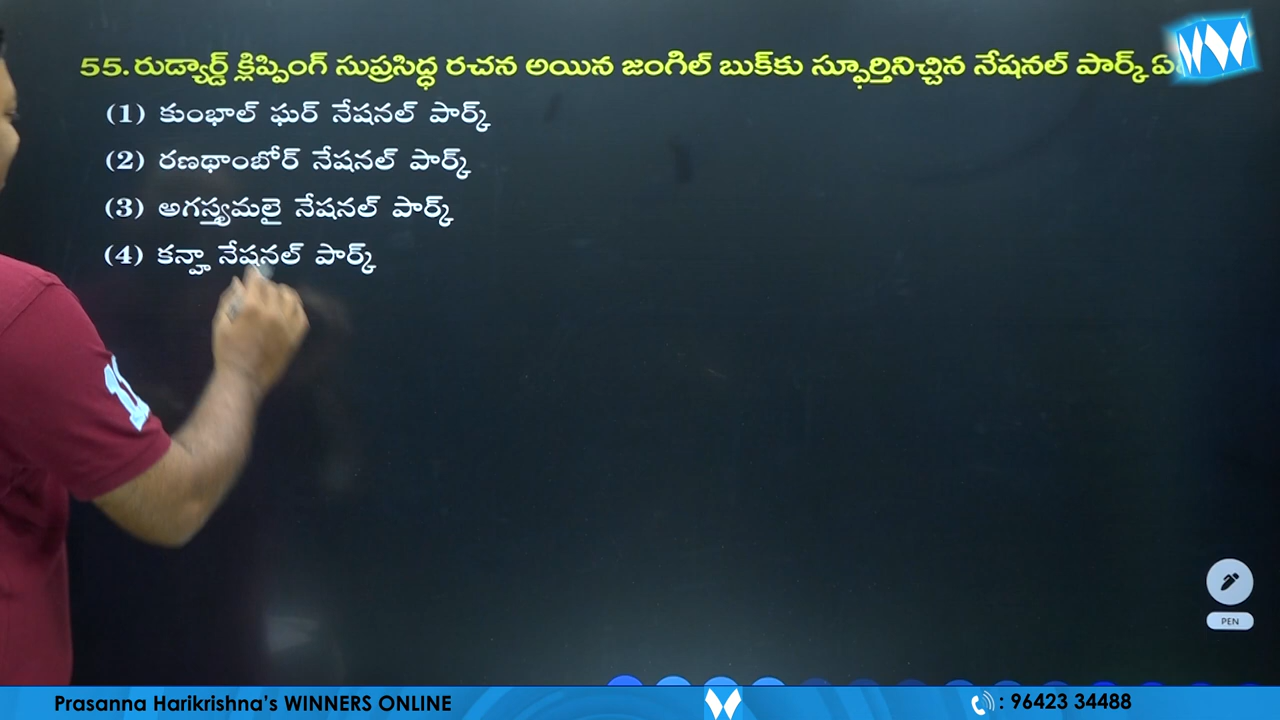 55. రుడ్యార్డ్ క్లిప్పింగ్ సుప్రసిద్ధ రచన అయిన జంగిల్ బుక్‌కు స్ఫూర్తినిచ్చిన నేషనల్ పార్క్
(1) కుంభాల్ ఘర్ నేషనల్ పార్క్
(2) రణథాంబోర్ నేషనల్ పార్క్
(3) అగస్త్యమలై నేషనల్ పార్క్
(4) కన్హా నేషనల్ పార్క్
PEN
Prasanna Harikrishna's WINNERS ONLINE
: 96423 34488